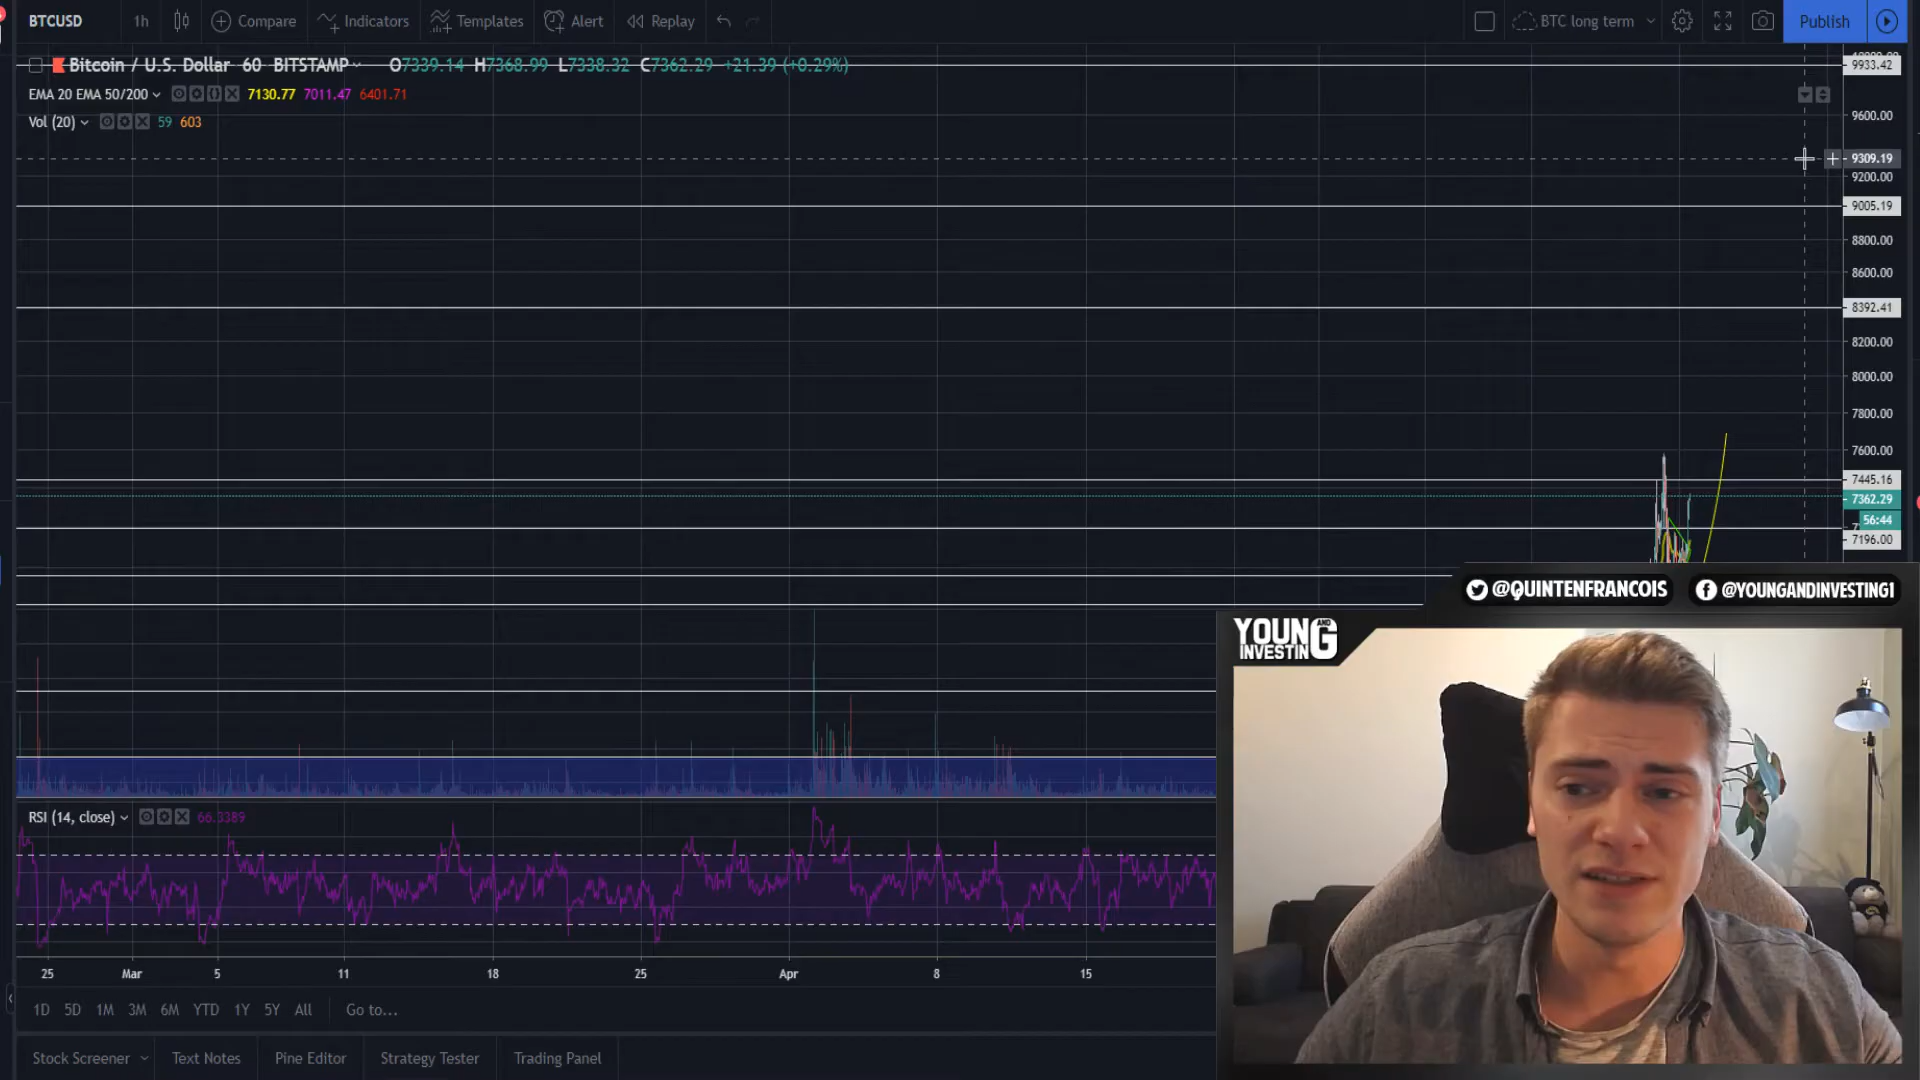 BTCUSD 1h Compare Indicators Templates Alert Replay BTC long term Publish
Bitcoin / U.S. Dollar 60 BITSTAMP O7339.14 H7368.99 L7338.32 C7362.29 +21.39 (+0.29%)
9933.42
EMA 20 EMA 50/200 7130.77 7011.47 6401.71
9600.00
Vol (20) 59 603
9309.19
9200.00
9005.19
8800.00
8600.00
8392.41
8200.00
8000.00
7800.00
7600.00
7445.16
7362.29
56:44
7196.00
@QUINTENFRANCOIS @YOUNGANDINVESTING1
YOUNG AND
INVESTING
RSI (14, close) 66.3389
25 Mar 5 11 18 25 Apr 8 15
1D 5D 1M 3M 6M YTD 1Y 5Y All Go to...
Stock Screener Text Notes Pine Editor Strategy Tester Trading Panel